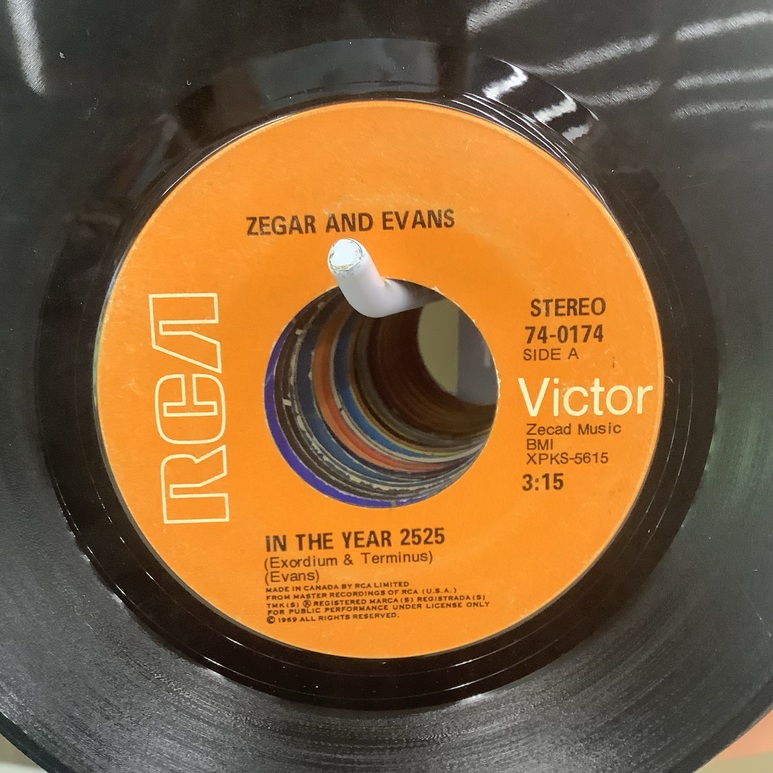 ZEGAR AND EVANS
RCA
STEREO
74-0174
SIDE A
Victor
Zecad Music
BMI
XPKS-5615
3:15
IN THE YEAR 2525
(Exordium & Terminus)
(Evans)
MADE IN CANADA BY RCA LIMITED
FROM MASTER RECORDINGS OF RCA (U.S.A.)
TMK(S) ® REGISTERED MARCA(S) REGISTRADA(S)
FOR PUBLIC PERFORMANCE UNDER LICENSE ONLY
© 1969 ALL RIGHTS RESERVED.